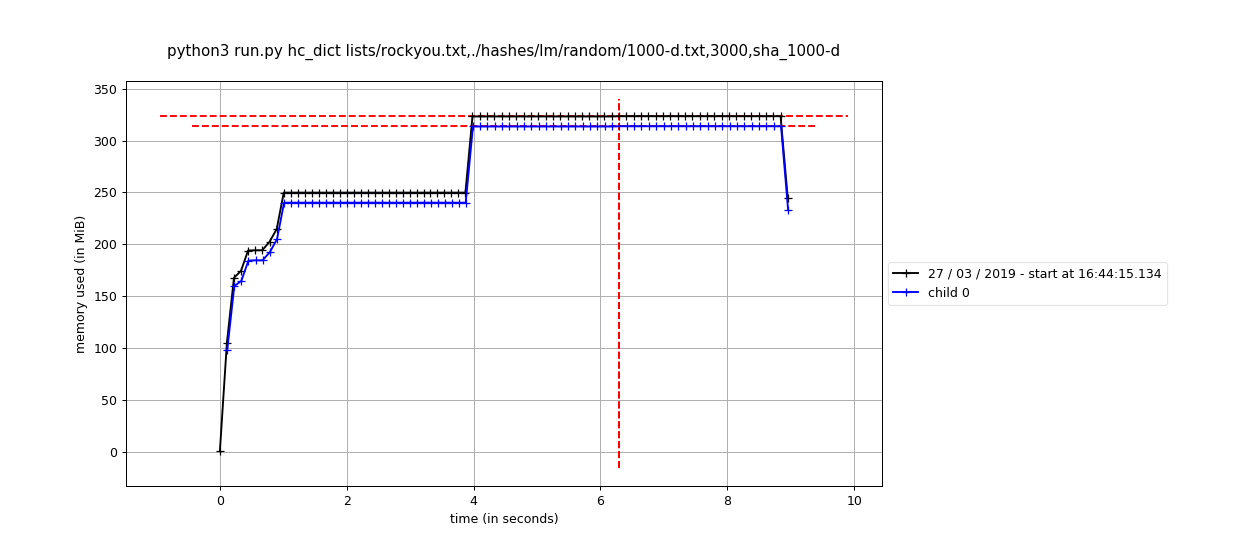 python3 run.py hc_dict lists/rockyou.txt,./hashes/lm/random/1000-d.txt,3000,sha_1000-d
350
300
250
200
150
100
50
0
memory used (in MiB)
0 2 4 6 8 10
time (in seconds)
27 / 03 / 2019 - start at 16:44:15.134
child 0